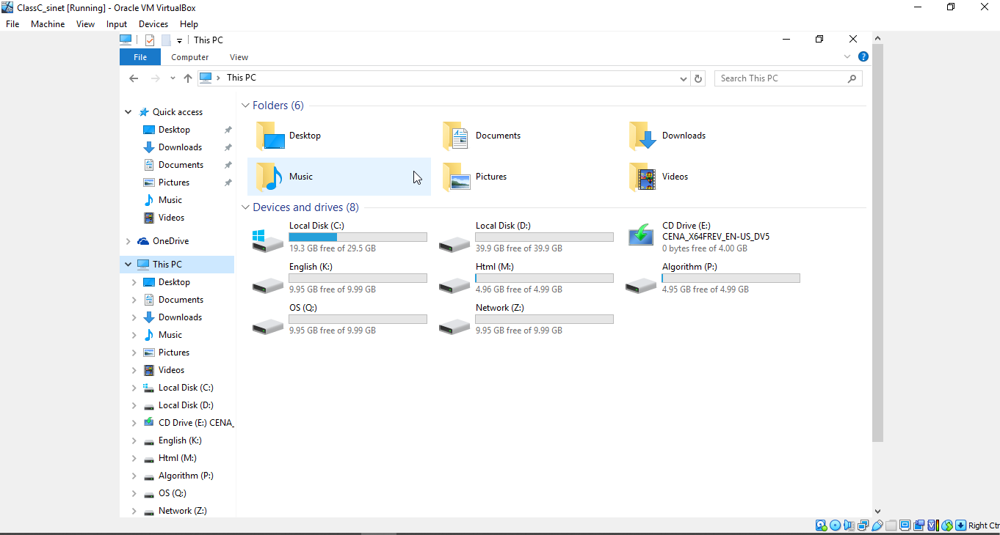 ClassC_sinet [Running] - Oracle VM VirtualBox
File Machine View Input Devices Help
This PC
File Computer View
This PC
Search This PC
Quick access
Desktop
Downloads
Documents
Pictures
Music
Videos
OneDrive
This PC
Desktop
Documents
Downloads
Music
Pictures
Videos
Local Disk (C:)
Local Disk (D:)
CD Drive (E:) CENA_
English (K:)
Html (M:)
Algorithm (P:)
OS (Q:)
Network (Z:)
Folders (6)
Desktop
Documents
Downloads
Music
Pictures
Videos
Devices and drives (8)
Local Disk (C:)
19.3 GB free of 29.5 GB
Local Disk (D:)
39.9 GB free of 39.9 GB
CD Drive (E:)
CENA_X64FREV_EN-US_DV5
0 bytes free of 4.00 GB
English (K:)
9.95 GB free of 9.99 GB
Html (M:)
4.96 GB free of 4.99 GB
Algorithm (P:)
4.95 GB free of 4.99 GB
OS (Q:)
9.95 GB free of 9.99 GB
Network (Z:)
9.95 GB free of 9.99 GB
Right Ctr